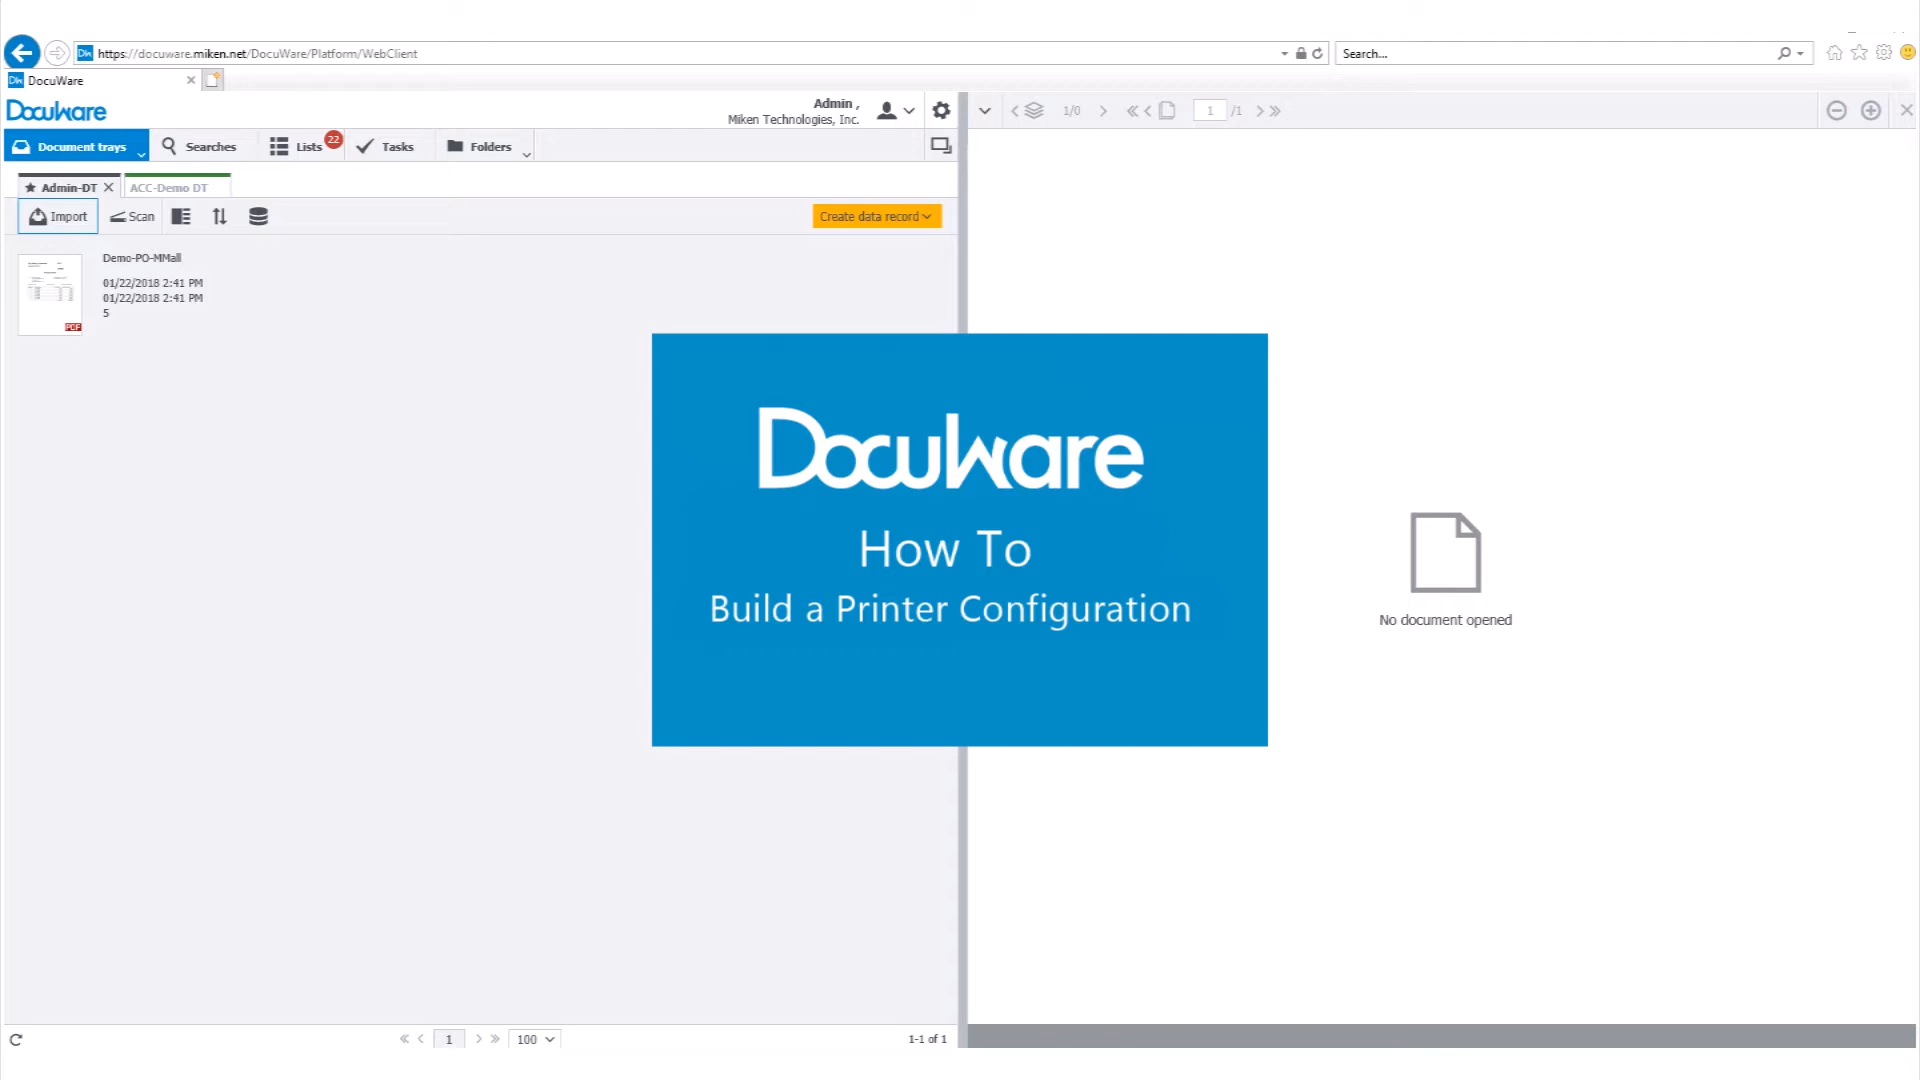 https://docuware.miken.net/DocuWare/Platform/WebClient
Search...
DocuWare
DocuWare
Admin ,
Miken Technologies, Inc.
1/0
1 /1
Document trays
Searches
Lists 22
Tasks
Folders
Admin-DT
ACC-Demo DT
Import
Scan
Create data record
Demo-PO-MMall
01/22/2018 2:41 PM
01/22/2018 2:41 PM
5
PDF
DocuWare
How To
Build a Printer Configuration
No document opened
1
100
1-1 of 1